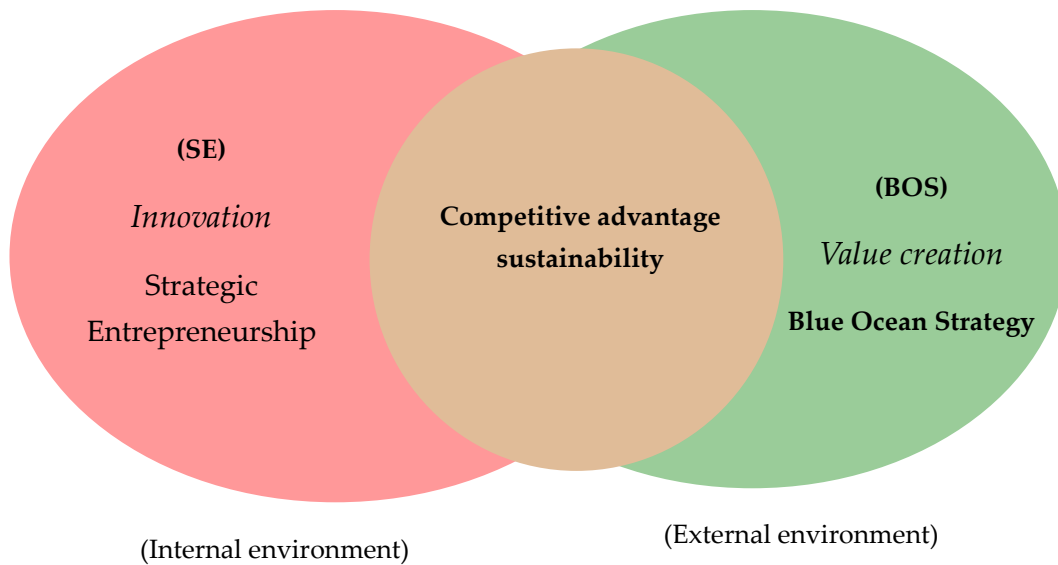 (SE)
Innovation
Strategic
Entrepreneurship
Competitive advantage
sustainability
(BOS)
Value creation
Blue Ocean Strategy
(Internal environment)
(External environment)